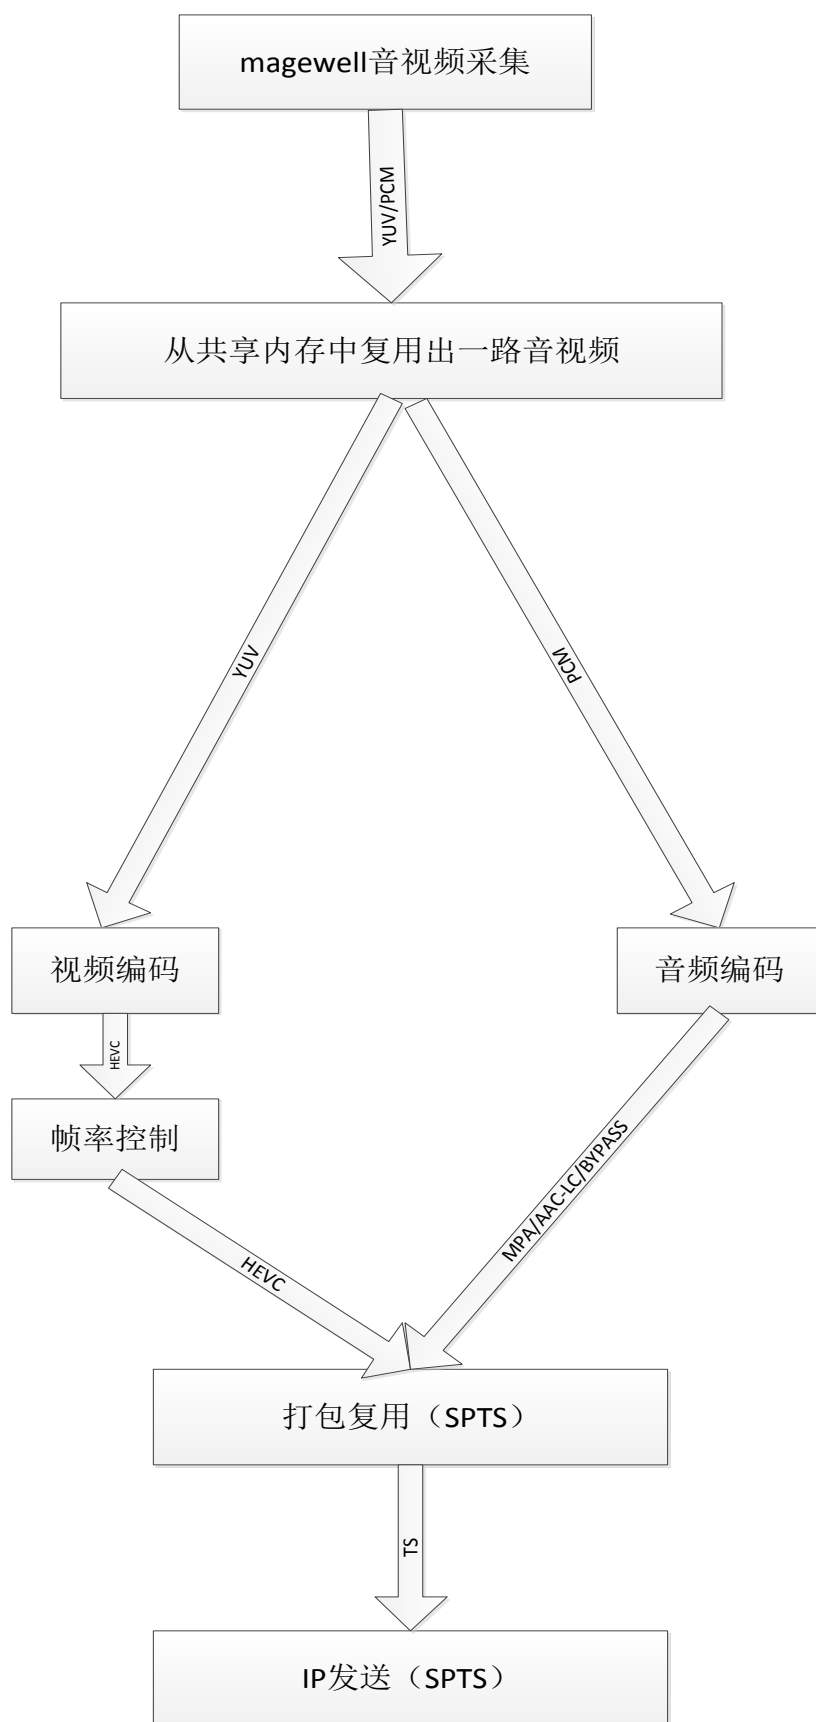 magewell音视频采集
YUV/PCM
从共享内存中复用出一路音视频
YUV
PCM
视频编码
音频编码
HEVC
帧率控制
HEVC
MPA/AAC-LC/BYPASS
打包复用（SPTS）
TS
IP发送（SPTS）